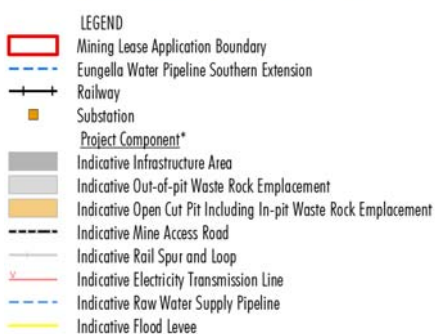 LEGEND
Mining Lease Application Boundary
Eungella Water Pipeline Southern Extension
Railway
Substation
Project Component*
Indicative Infrastructure Area
Indicative Out-of-pit Waste Rock Emplacement
Indicative Open Cut Pit Including In-pit Waste Rock Emplacement
Indicative Mine Access Road
Indicative Rail Spur and Loop
V Indicative Electricity Transmission Line
Indicative Raw Water Supply Pipeline
Indicative Flood Levee